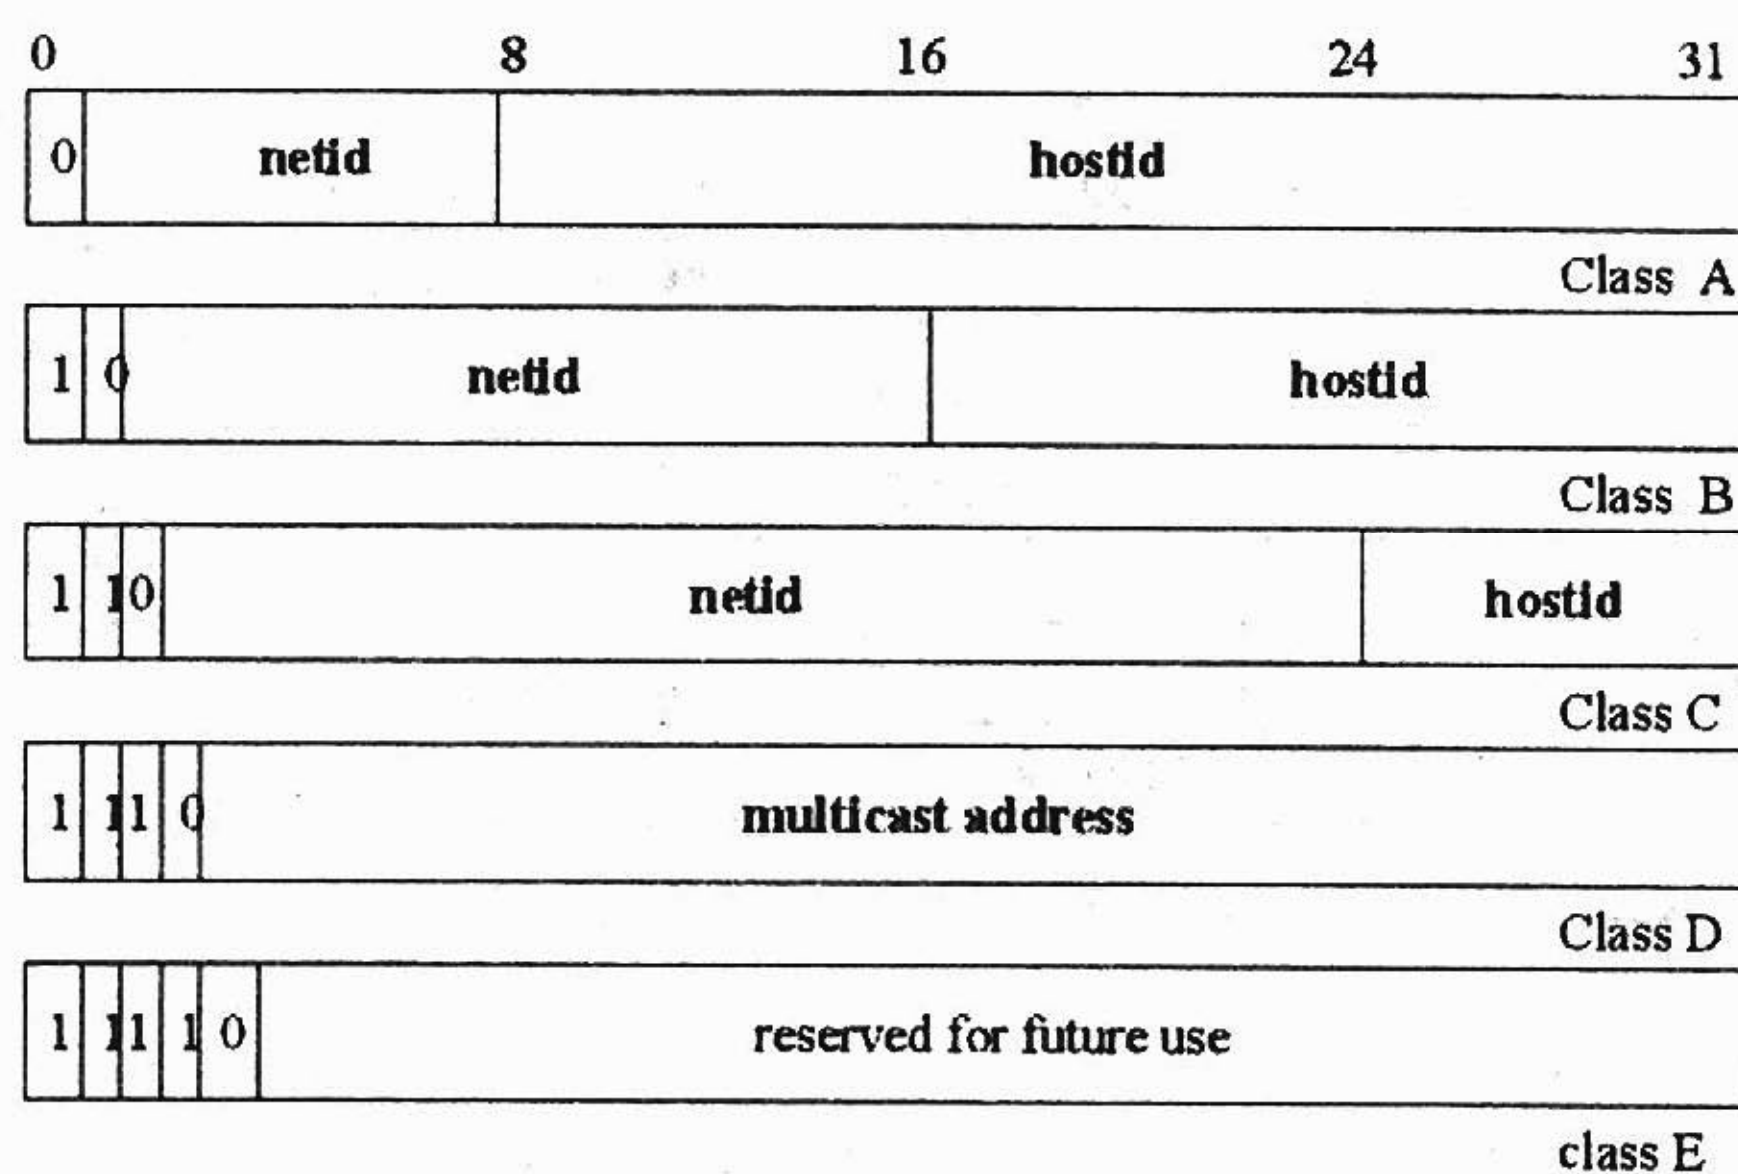 0 8 16 24 31
0 netid hostid
Class A
1 0 netid hostid
Class B
1 1 0 netid hostid
Class C
1 1 1 0 multicast address
Class D
1 1 1 1 0 reserved for future use
class E